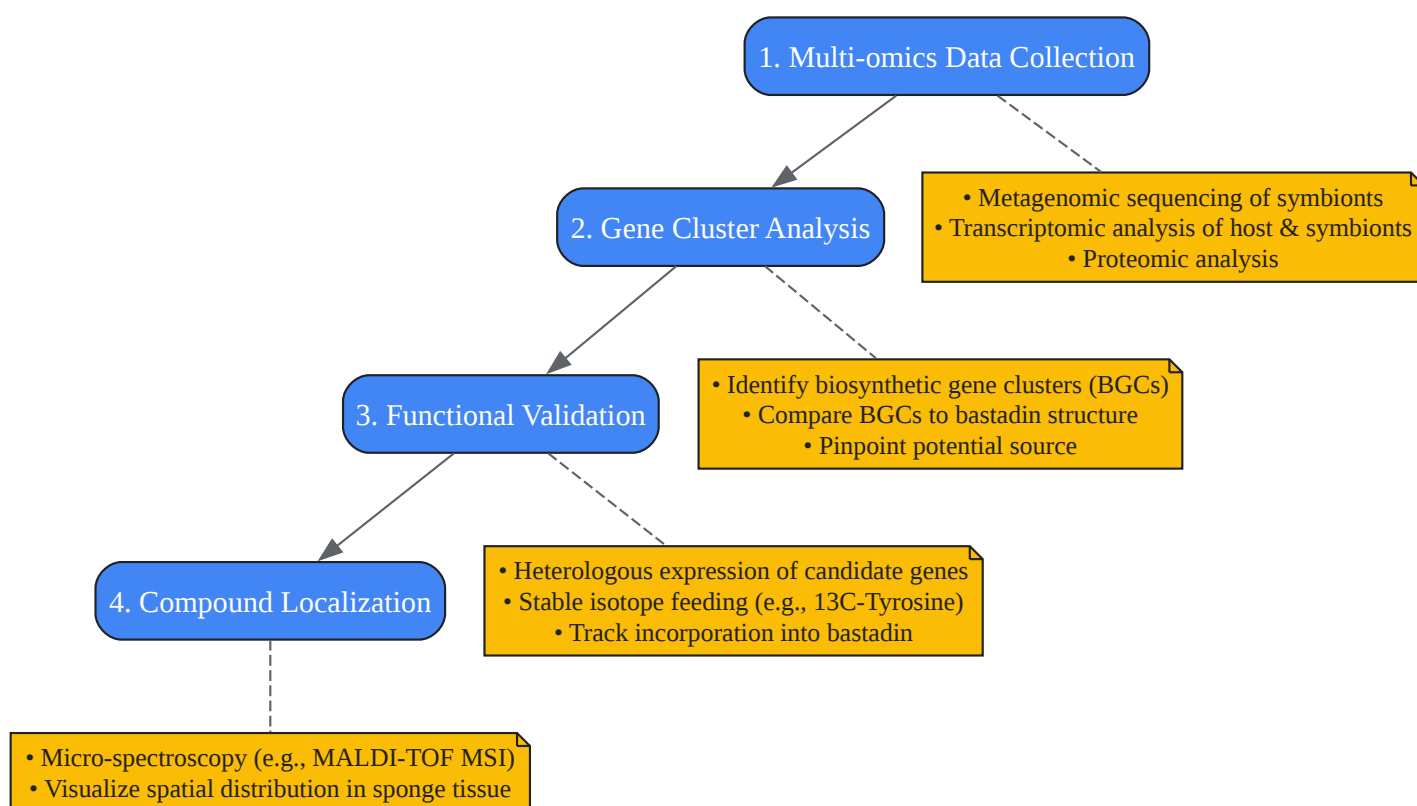 1. Multi-omics Data Collection
• Metagenomic sequencing of symbionts
• Transcriptomic analysis of host & symbionts
• Proteomic analysis
2. Gene Cluster Analysis
• Identify biosynthetic gene clusters (BGCs)
• Compare BGCs to bastadin structure
• Pinpoint potential source
3. Functional Validation
• Heterologous expression of candidate genes
• Stable isotope feeding (e.g., 13C-Tyrosine)
• Track incorporation into bastadin
4. Compound Localization
• Micro-spectroscopy (e.g., MALDI-TOF MSI)
• Visualize spatial distribution in sponge tissue